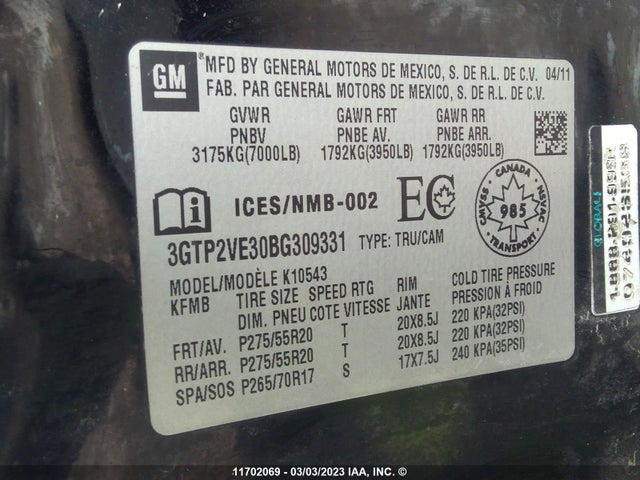 GM
MFD BY GENERAL MOTORS DE MEXICO, S. DE R.L. DE C.V. 04/11
FAB. PAR GENERAL MOTORS DE MEXICO, S. DE R.L. DE C.V.
GVWR GAWR FRT GAWR RR
PNBV PNBE AV. PNBE ARR.
3175KG(7000LB) 1792KG(3950LB) 1792KG(3950LB)
i ICES/NMB-002 EC CANADA 985 NSVAC SSVAM
3GTP2VE30BG309331 TYPE: TRU/CAM
MODEL/MODÈLE K10543
KFMB TIRE SIZE SPEED RTG RIM COLD TIRE PRESSURE
DIM. PNEU COTE VITESSE JANTE PRESSION À FROID
FRT/AV. P275/55R20 T 20X8.5J 220 KPA(32PSI)
RR/ARR. P275/55R20 T 20X8.5J 220 KPA(32PSI)
SPA/SOS P265/70R17 S 17X7.5J 240 KPA(35PSI)
GLOBALI
11702069 - 03/03/2023 IAA, INC. ©